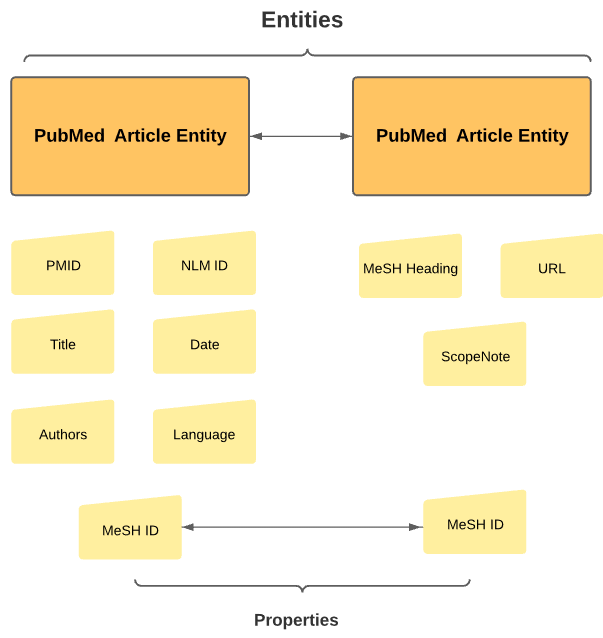 Entities
PubMed  Article Entity
PubMed  Article Entity
PMID
NLM ID
MeSH Heading
URL
Title
Date
ScopeNote
Authors
Language
MeSH ID
MeSH ID
Properties